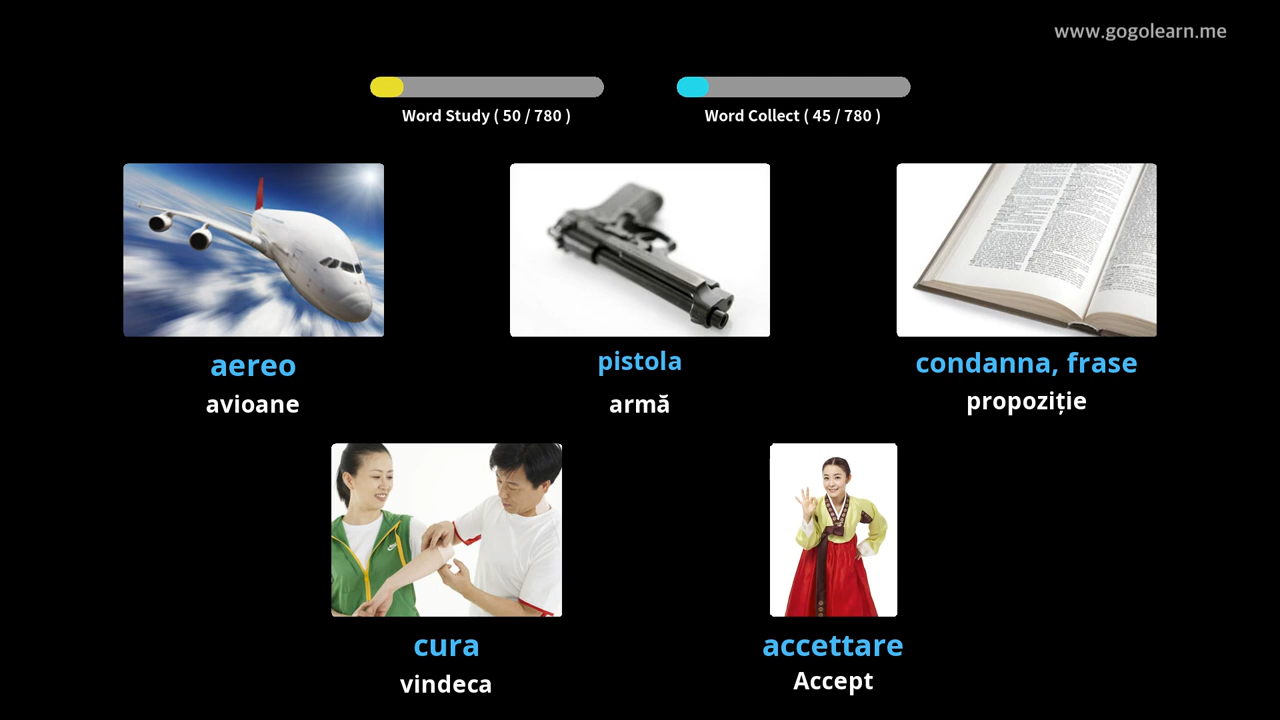 www.gogolearn.me
Word Study ( 50 / 780 )
Word Collect ( 45 / 780 )
aereo
avioane
pistola
armă
condanna, frase
propoziție
cura
vindeca
accettare
Accept